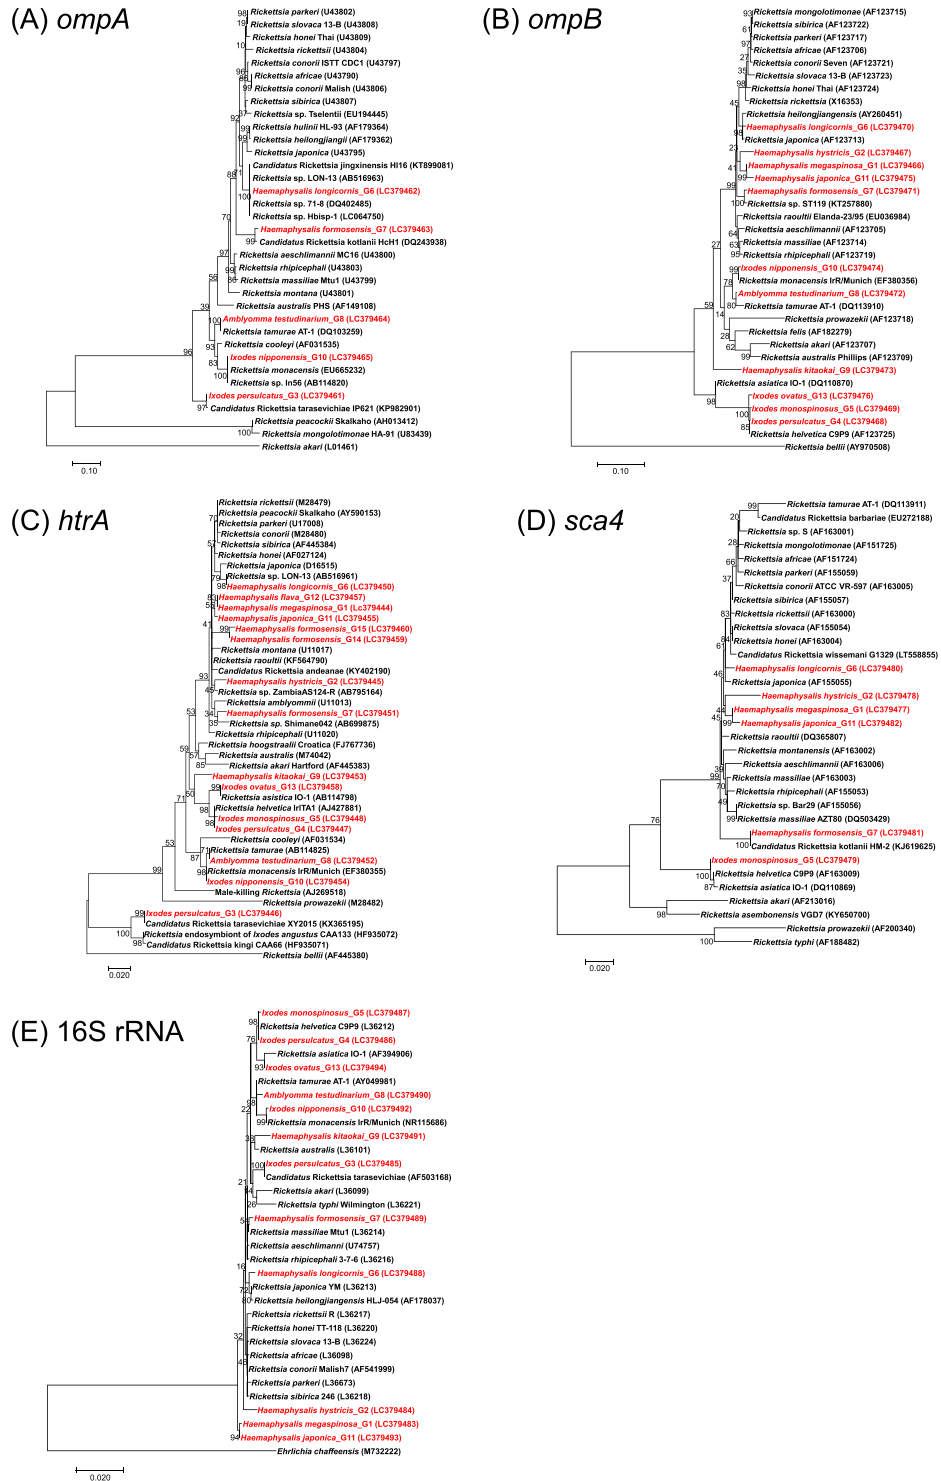 (A) ompA
Rickettsia parkeri (U43802)
Rickettsia slovaca 13-B (U43808)
Rickettsia honei Thai (U43809)
Rickettsia rickettsii (U43804)
Rickettsia conorii ISTT CDC1 (U43797)
Rickettsia africae (U43790)
Rickettsia conorii Malish (U43806)
Rickettsia sibirica (U43807)
Rickettsia sp. Tselentii (EU194445)
Rickettsia hulinii HL-93 (AF179364)
Rickettsia heilongjiangii (AF179362)
Rickettsia japonica (U43795)
Candidatus Rickettsia jingxinensis Hl16 (KT899081)
Rickettsia sp. LON-13 (AB516963)
Haemaphysalis longicornis_G6 (LC379462)
Rickettsia sp. 71-8 (DQ402485)
Rickettsia sp. Hbisp-1 (LC064750)
Haemaphysalis formosensis_G7 (LC379463)
Candidatus Rickettsia kotlanii HcH1 (DQ243938)
Rickettsia aeschlimannii MC16 (U43800)
Rickettsia rhipicephali (U43803)
Rickettsia massiliae Mtu1 (U43799)
Rickettsia montana (U43801)
Rickettsia australis PHS (AF149108)
Amblyomma testudinarium_G8 (LC379464)
Rickettsia tamurae AT-1 (DQ103259)
Rickettsia cooleyi (AF031535)
Ixodes nipponensis_G10 (LC379465)
Rickettsia monacensis (EU665232)
Rickettsia sp. In56 (AB114820)
Ixodes persulcatus_G3 (LC379461)
Candidatus Rickettsia tarasevichiae IP621 (KP982901)
Rickettsia peacockii Skalkaho (AH013412)
Rickettsia mongolotimonae HA-91 (U83439)
Rickettsia akari (L01461)
0.10
(B) ompB
Rickettsia mongolotimonae (AF123715)
Rickettsia sibirica (AF123722)
Rickettsia parkeri (AF123717)
Rickettsia africae (AF123706)
Rickettsia conorii Seven (AF123721)
Rickettsia slovaca 13-B (AF123723)
Rickettsia honei Thai (AF123724)
Rickettsia rickettsia (X16353)
Rickettsia heilongjiangensis (AY260451)
Haemaphysalis longicornis_G6 (LC379470)
Rickettsia japonica (AF123713)
Haemaphysalis hystricis_G2 (LC379467)
Haemaphysalis megaspinosa_G1 (LC379466)
Haemaphysalis japonica_G11 (LC379475)
Haemaphysalis formosensis_G7 (LC379471)
Rickettsia sp. ST119 (KT257880)
Rickettsia raoultii Elanda-23/95 (EU036984)
Rickettsia aeschlimannii (AF123705)
Rickettsia massiliae (AF123714)
Rickettsia rhipicephali (AF123719)
Ixodes nipponensis_G10 (LC379474)
Rickettsia monacensis IrR/Munich (EF380356)
Amblyomma testudinarium_G8 (LC379472)
Rickettsia tamurae AT-1 (DQ113911)
Rickettsia prowazekii (AF123718)
Rickettsia felis (AF182279)
Rickettsia akari (AF123707)
Rickettsia australis Phillips (AF123709)
Haemaphysalis kitaokai_G9 (LC379473)
Rickettsia asiatica IO-1 (DQ110870)
Ixodes ovatus_G13 (LC379476)
Ixodes monospinosus_G5 (LC379469)
Ixodes persulcatus_G4 (LC379468)
Rickettsia helvetica C9P9 (AF123725)
Rickettsia bellii (AY970508)
0.10
(C) htrA
Rickettsia rickettsii (M28479)
Rickettsia peacockii Skalkaho (AY590153)
Rickettsia parkeri (U17008)
Rickettsia conorii (M28480)
Rickettsia sibirica (AF445384)
Rickettsia honei (AF027124)
Rickettsia japonica (D16515)
Rickettsia sp. LON-13 (AB516961)
Haemaphysalis longicornis_G6 (LC379450)
Haemaphysalis flava_G12 (LC379457)
Haemaphysalis megaspinosa_G1 (Lc379444)
Haemaphysalis japonica_G11 (LC379455)
Haemaphysalis formosensis_G15 (LC379460)
Haemaphysalis formosensis_G14 (LC379459)
Rickettsia montana (U11017)
Rickettsia raoultii (KF564790)
Candidatus Rickettsia andeanae (KY402190)
Haemaphysalis hystricis_G2 (LC379445)
Rickettsia sp. ZambiaAS124-R (AB795164)
Rickettsia amblyommii (U11013)
Haemaphysalis formosensis_G7 (LC379451)
Rickettsia sp. Shimane042 (AB699875)
Rickettsia rhipicephali (U11020)
Rickettsia hoogstraalii Croatica (FJ767736)
Rickettsia australis (M74042)
Rickettsia akari Hartford (AF445383)
Haemaphysalis kitaokai_G9 (LC379453)
Ixodes ovatus_G13 (LC379458)
Rickettsia asistica IO-1 (AB114798)
Rickettsia helvetica IrITA1 (AJ427881)
Ixodes monospinosus_G5 (LC379448)
Ixodes persulcatus_G4 (LC379447)
Rickettsia cooleyi (AF031534)
Rickettsia tamurae (AB114825)
Amblyomma testudinarium_G8 (LC379452)
Rickettsia monacensis IrR/Munich (EF380355)
Ixodes nipponensis_G10 (LC379454)
Male-killing Rickettsia (AJ269518)
Rickettsia prowazekii (M28482)
Ixodes persulcatus_G3 (LC379446)
Candidatus Rickettsia tarasevichiae XY2015 (KX365195)
Rickettsia endosymbiont of Ixodes angustus CAA133 (HF935072)
Candidatus Rickettsia kingi CAA66 (HF935071)
Rickettsia bellii (AF445380)
0.020
(D) sca4
Rickettsia tamurae AT-1 (DQ113911)
Candidatus Rickettsia barbariae (EU272188)
Rickettsia sp. S (AF163001)
Rickettsia mongolotimonae (AF151725)
Rickettsia africae (AF151724)
Rickettsia parkeri (AF155059)
Rickettsia conorii ATCC VR-597 (AF163005)
Rickettsia sibirica (AF155057)
Rickettsia rickettsii (AF163000)
Rickettsia slovaca (AF155054)
Rickettsia honei (AF163004)
Candidatus Rickettsia wissemani G1329 (LT558855)
Haemaphysalis longicornis_G6 (LC379480)
Rickettsia japonica (AF155055)
Haemaphysalis hystricis_G2 (LC379478)
Haemaphysalis megaspinosa_G1 (LC379477)
Haemaphysalis japonica_G11 (LC379482)
Rickettsia raoultii (DQ365807)
Rickettsia montanensis (AF163002)
Rickettsia aeschlimannii (AF163006)
Rickettsia massiliae (AF163003)
Rickettsia rhipicephali (AF155053)
Rickettsia sp. Bar29 (AF155056)
Rickettsia massiliae AZT80 (DQ503429)
Haemaphysalis formosensis_G7 (LC379481)
Candidatus Rickettsia kotlanii HM-2 (KJ619625)
Ixodes monospinosus_G5 (LC379479)
Rickettsia helvetica C9P9 (AF163009)
Rickettsia asiatica IO-1 (DQ110869)
Rickettsia akari (AF213016)
Rickettsia asembonensis VGD7 (KY650700)
Rickettsia prowazekii (AF200340)
Rickettsia typhi (AF188482)
0.020
(E) 16S rRNA
Ixodes monospinosus_G5 (LC379487)
Rickettsia helvetica C9P9 (L36212)
Ixodes persulcatus_G4 (LC379486)
Rickettsia asiatica IO-1 (AF394906)
Ixodes ovatus_G13 (LC379494)
Rickettsia tamurae AT-1 (AY049981)
Amblyomma testudinarium_G8 (LC379490)
Ixodes nipponensis_G10 (LC379492)
Rickettsia monacensis IrR/Munich (NR115686)
Haemaphysalis kitaokai_G9 (LC379491)
Rickettsia australis (L36101)
Ixodes persulcatus_G3 (LC379485)
Candidatus Rickettsia tarasevichiae (AF503168)
Rickettsia akari (L36099)
Rickettsia typhi Wilmington (L36221)
Haemaphysalis formosensis_G7 (LC379489)
Rickettsia massiliae Mtu1 (L36214)
Rickettsia aeschlimanni (U74757)
Rickettsia rhipicephali 3-7-6 (L36216)
Haemaphysalis longicornis_G6 (LC379488)
Rickettsia japonica YM (L36213)
Rickettsia heilongjiangensis HLJ-054 (AF178037)
Rickettsia rickettsii R (L36217)
Rickettsia honei TT-118 (L36220)
Rickettsia slovaca 13-B (L36224)
Rickettsia africae (L36098)
Rickettsia conorii Malish7 (AF541999)
Rickettsia parkeri (L36673)
Rickettsia sibirica 246 (L36218)
Haemaphysalis hystricis_G2 (LC379484)
Haemaphysalis megaspinosa_G1 (LC379483)
Haemaphysalis japonica_G11 (LC379493)
Ehrlichia chaffeensis (M732222)
0.020